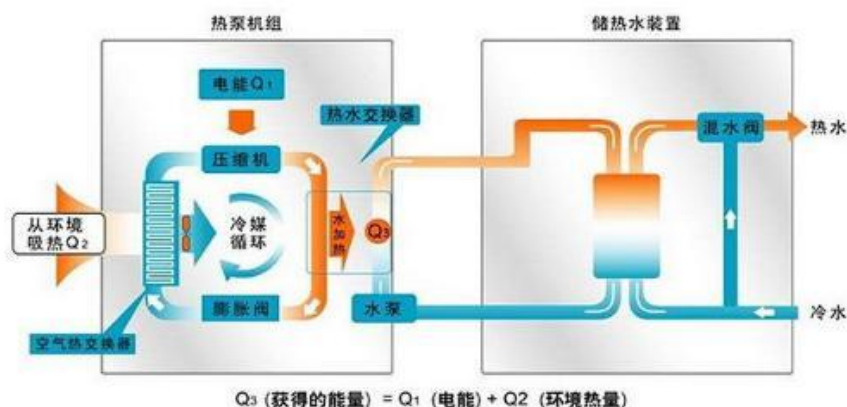 热泵机组
储热水装置
电能Q₁
热水交换器
混水阀
热水
压缩机
从环境
吸热Q₂
冷媒
循环
水加热
Q₃
膨胀阀
水泵
冷水
空气热交换器
Q₃ (获得的能量) = Q₁ (电能) + Q2 (环境热量)